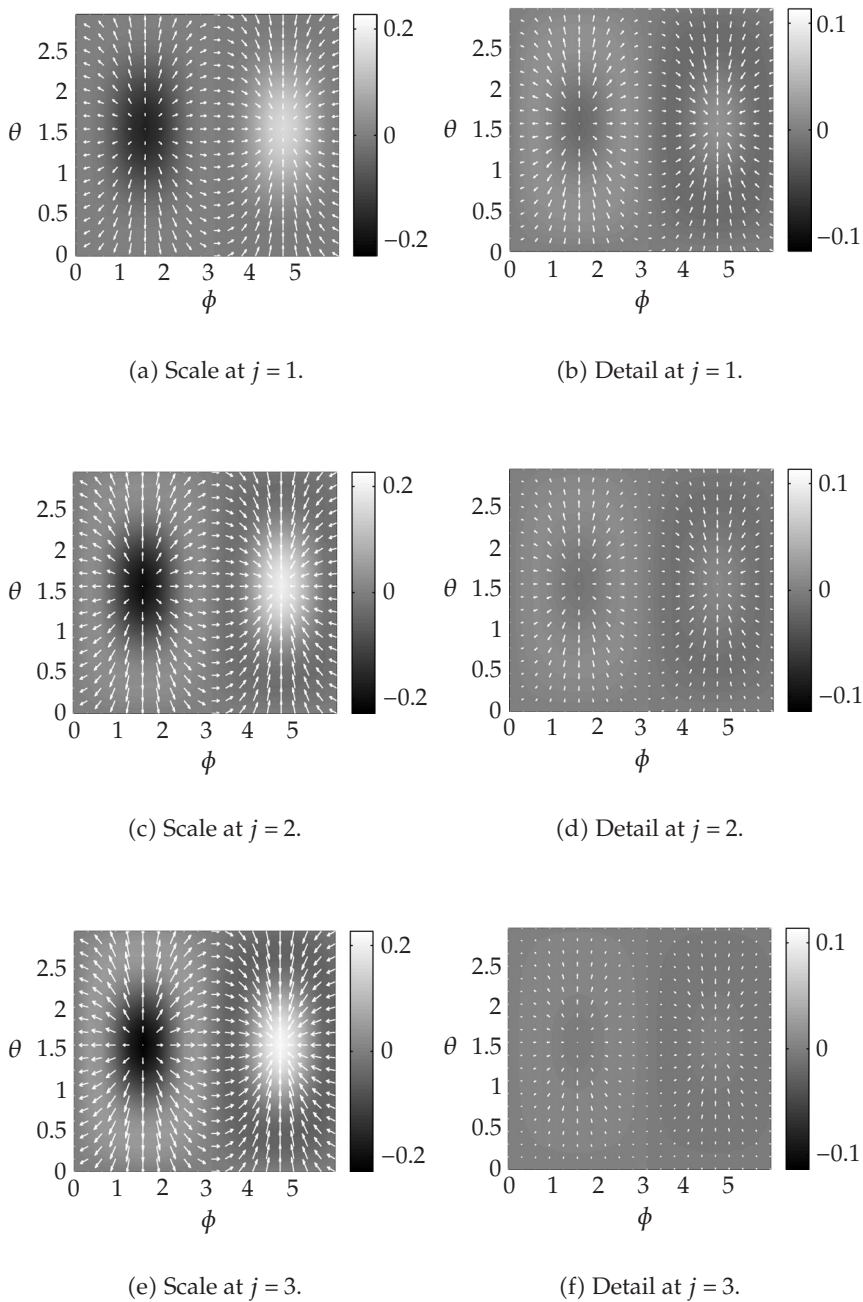 0.2
2.5
2
θ
1.5
0
1
0.5
−0.2
0
0 1 2 3 4 5
ϕ
(a) Scale at j = 1.
0.1
2.5
2
θ
1.5
0
1
0.5
−0.1
0
0 1 2 3 4 5
ϕ
(b) Detail at j = 1.
0.2
2.5
2
θ
1.5
0
1
0.5
−0.2
0
0 1 2 3 4 5
ϕ
(c) Scale at j = 2.
0.1
2.5
2
θ
1.5
0
1
0.5
−0.1
0
0 1 2 3 4 5
ϕ
(d) Detail at j = 2.
0.2
2.5
2
θ
1.5
0
1
0.5
−0.2
0
0 1 2 3 4 5
ϕ
(e) Scale at j = 3.
0.1
2.5
2
θ
1.5
0
1
0.5
−0.1
0
0 1 2 3 4 5
ϕ
(f) Detail at j = 3.